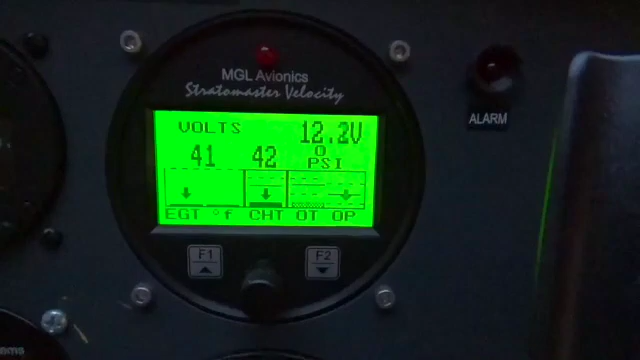 MGL Avionics
Stratomaster Velocity
VOLTS 12.2V
41 42 0
PSI
EGT °f CHT OT OP
F1 F2
ALARM